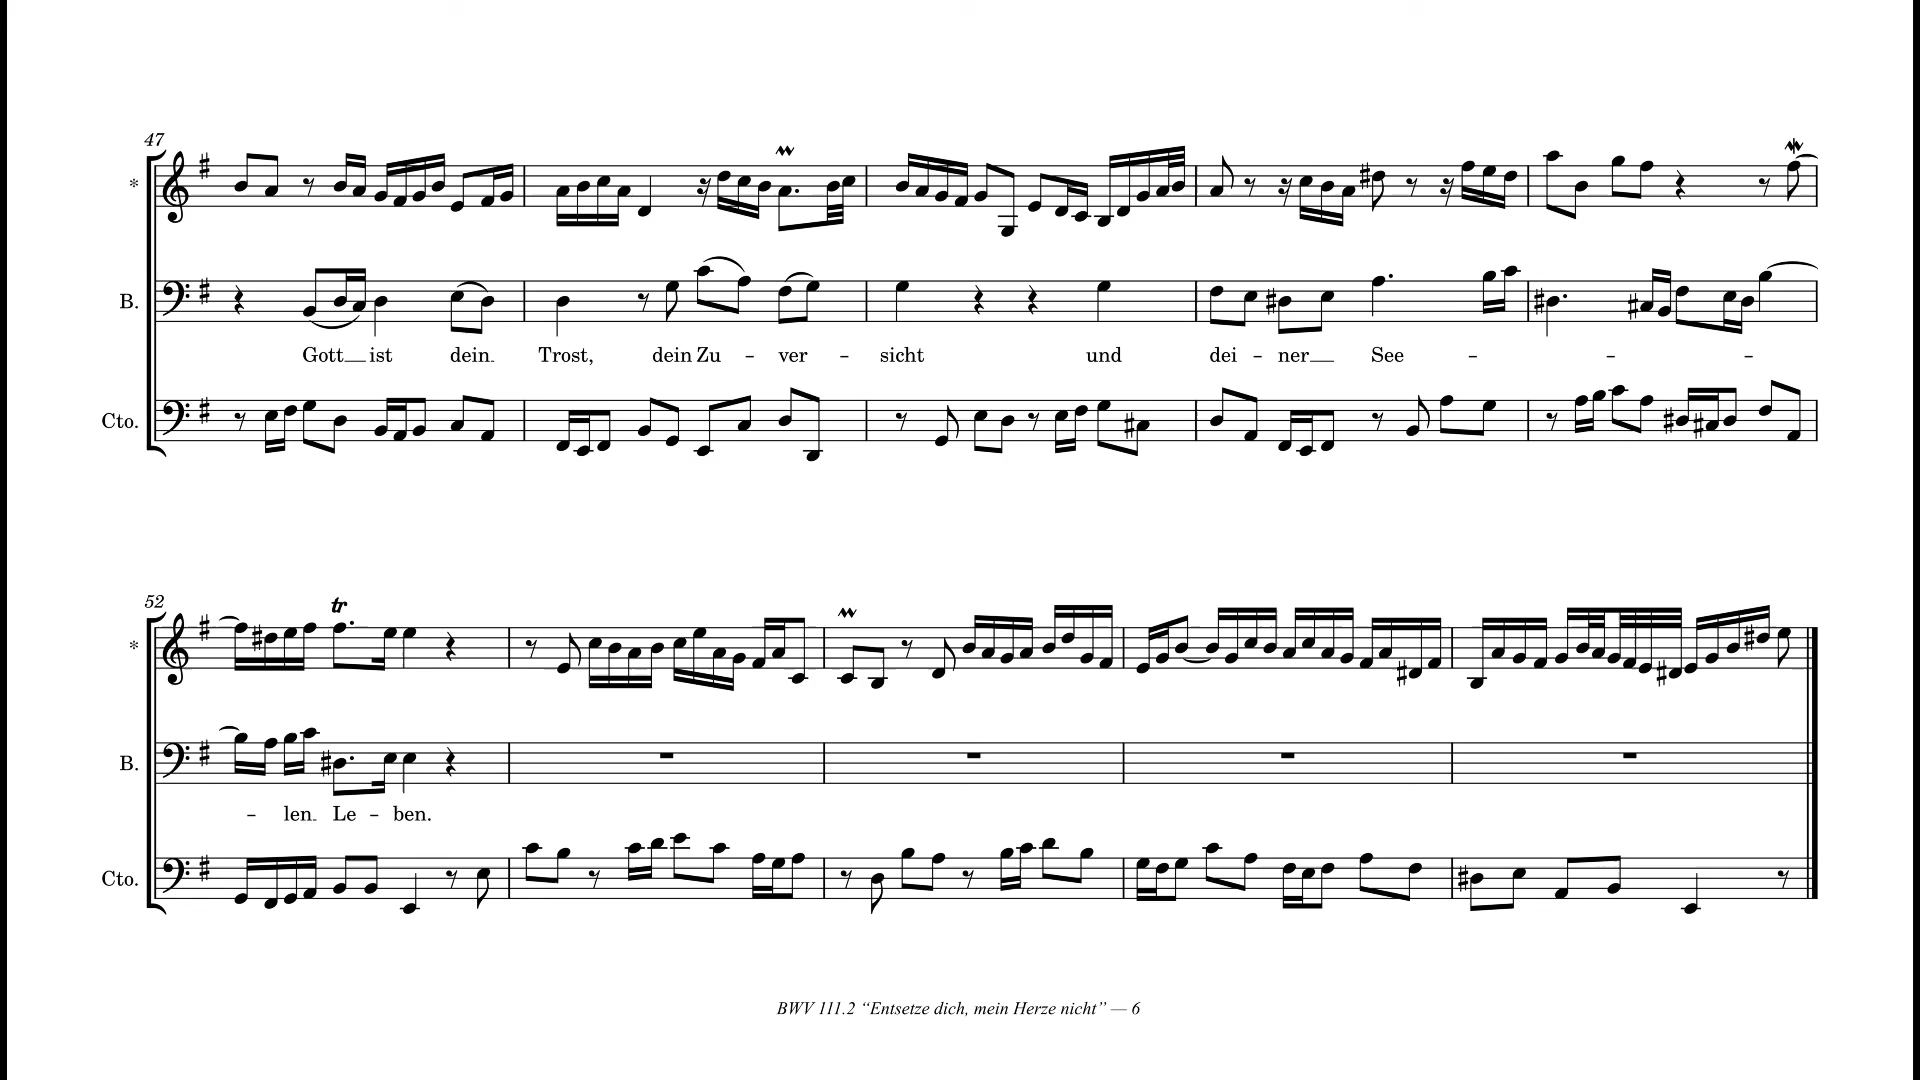 47
*
B.
Gott ist dein Trost, dein Zu - ver - sicht und dei - ner See - - -
Cto.
52
tr
*
B.
- len Le - ben.
Cto.
BWV 111.2 “Entsetze dich, mein Herze nicht” — 6